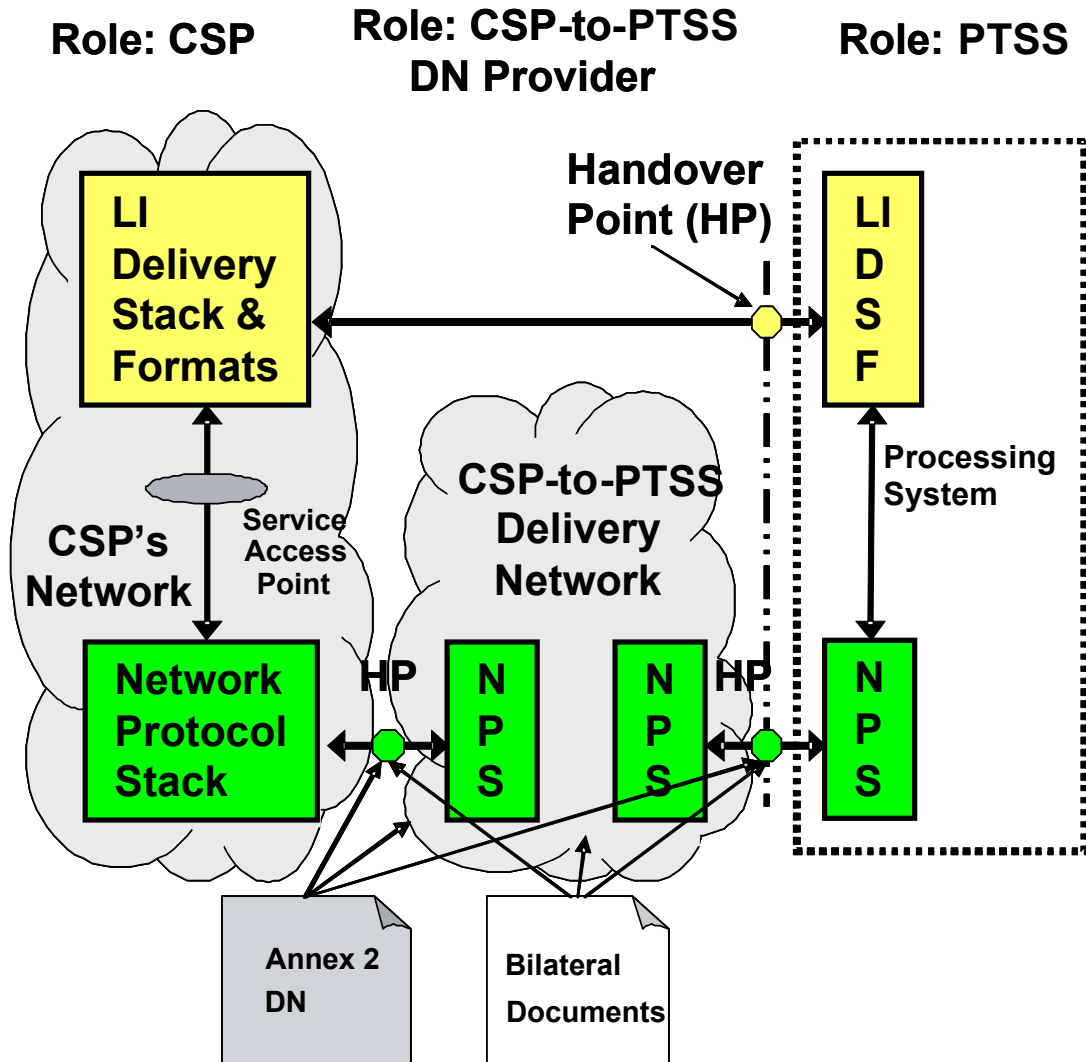 Role: CSP
Role: CSP-to-PTSS
DN Provider
Role: PTSS
LI
Delivery
Stack &
Formats
Handover
Point (HP)
LI
D
S
F
CSP-to-PTSS
Delivery
Network
Processing
System
Service
Access
Point
CSP's
Network
Network
Protocol
Stack
HP
N
P
S
N
P
S
HP
N
P
S
Annex 2
DN
Bilateral
Documents